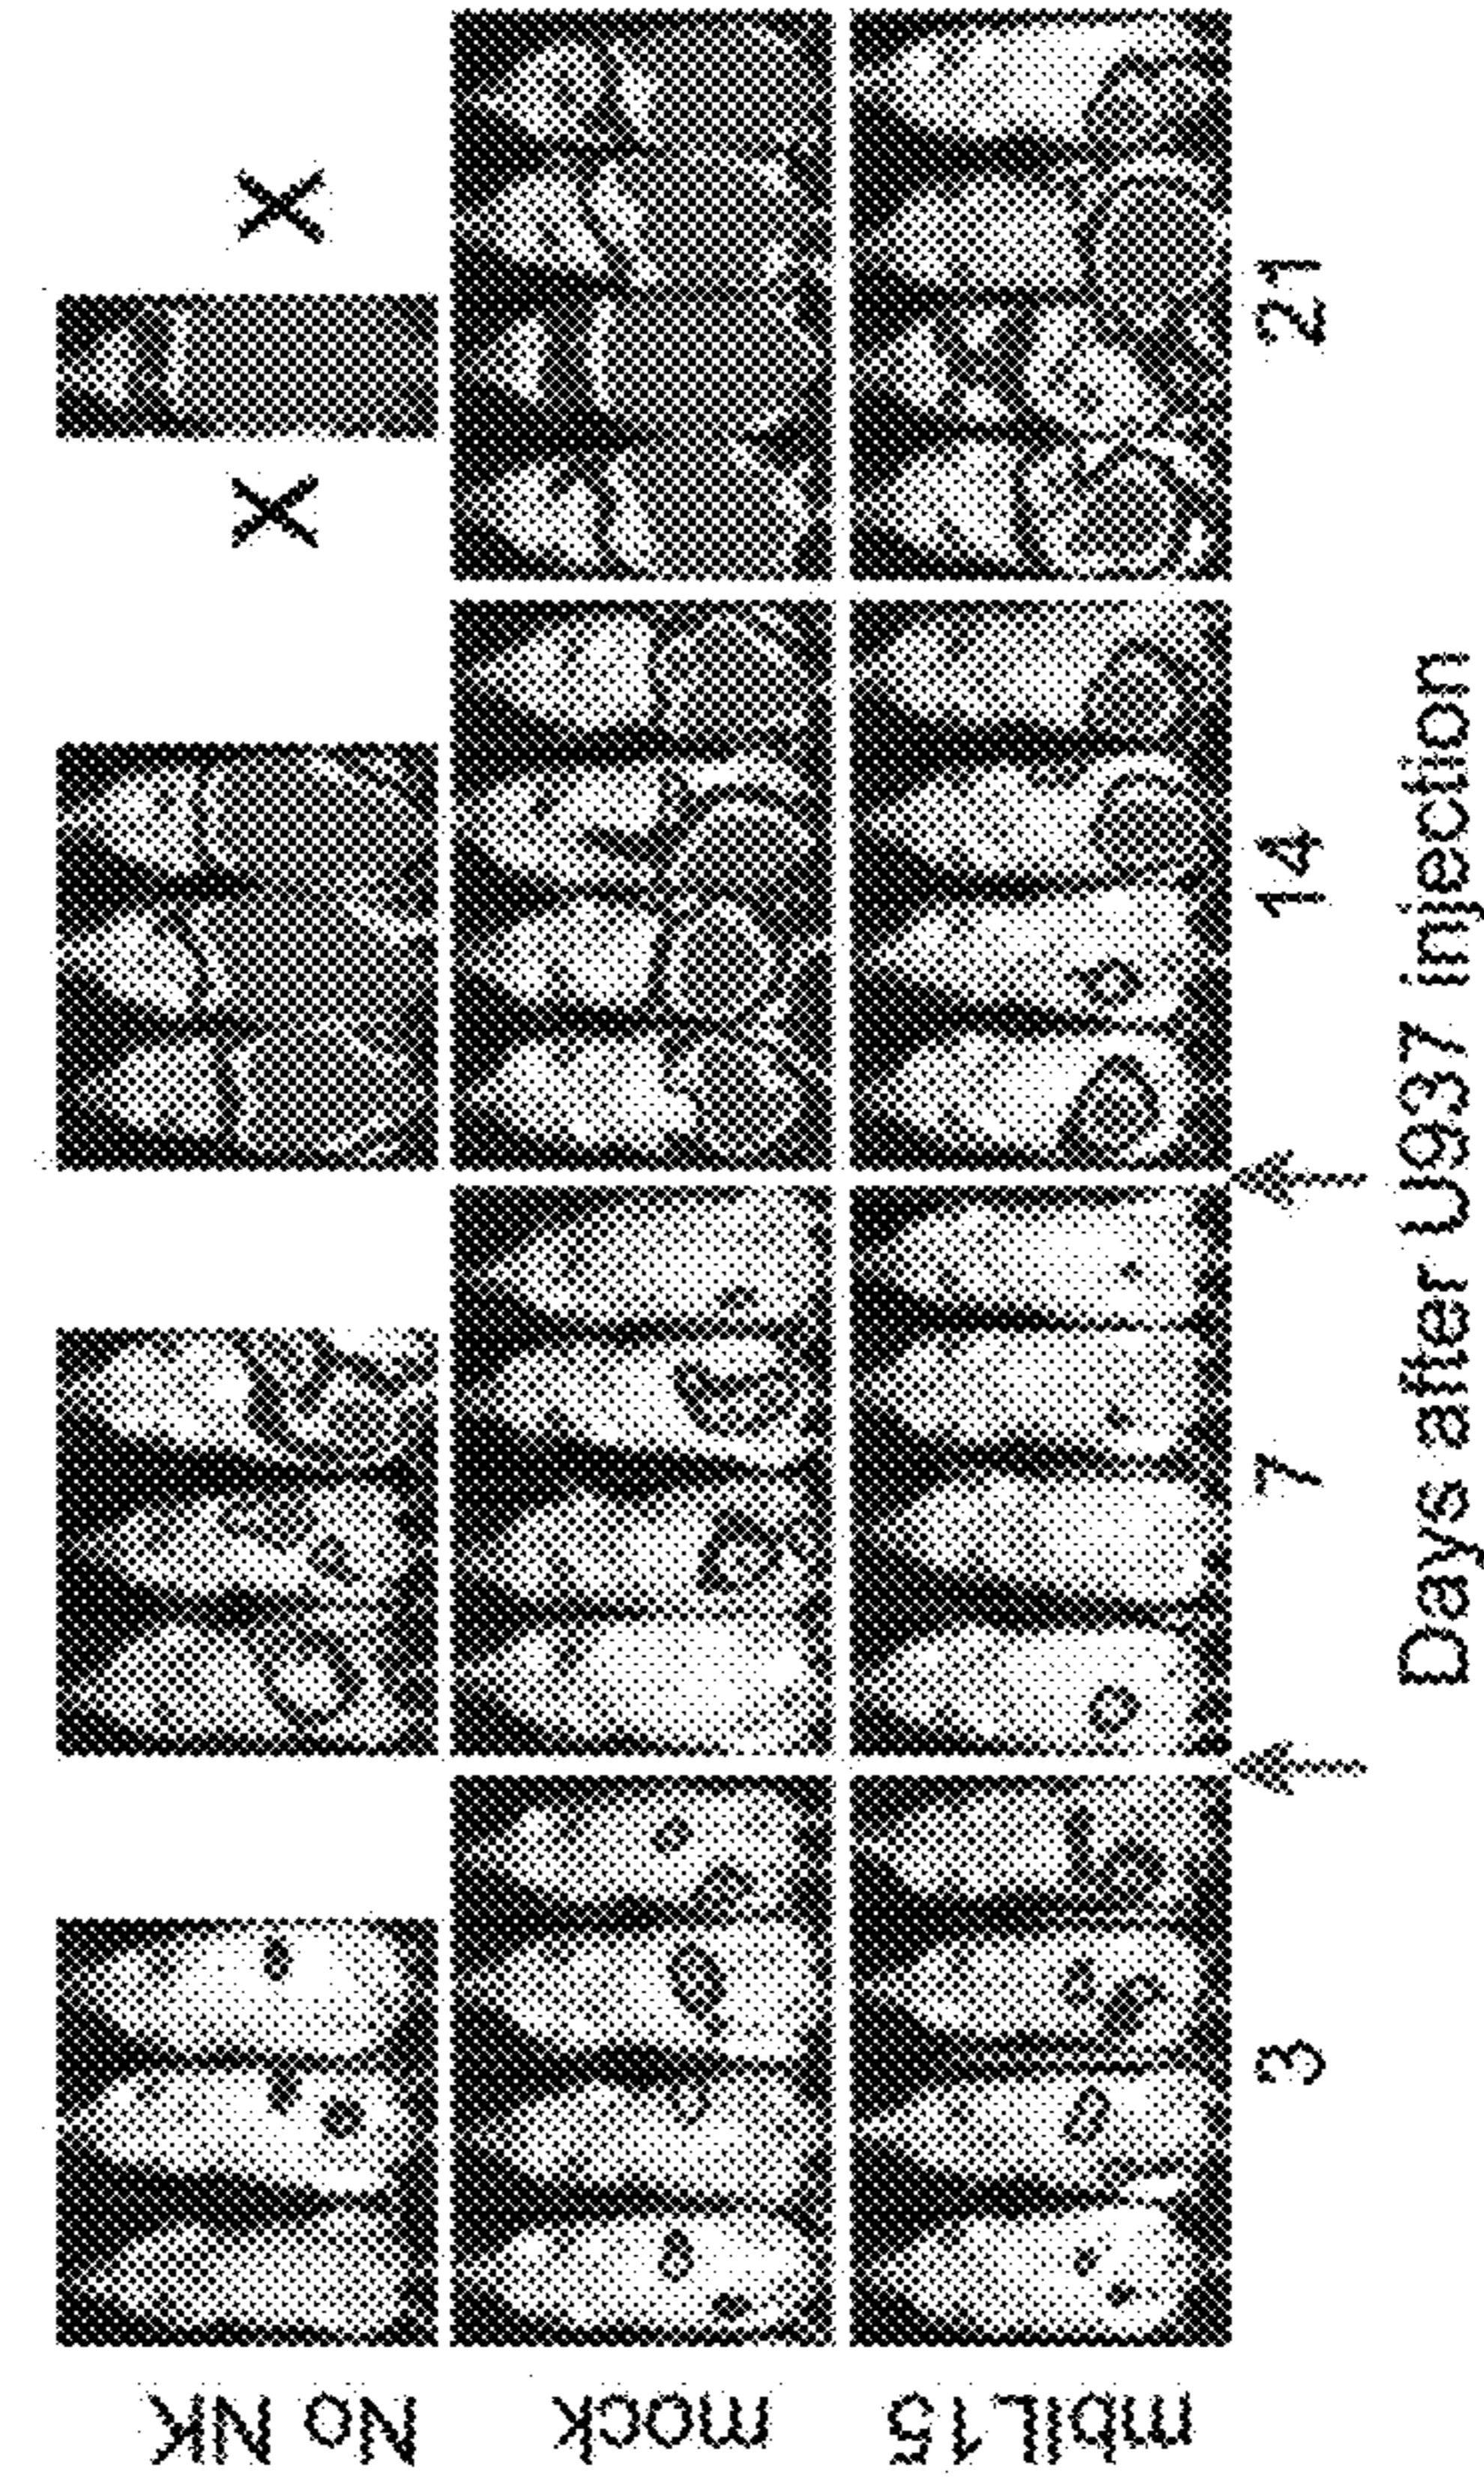 No NK
X X
mock
mbIL15
3 7 14 21
Days after U937 injection